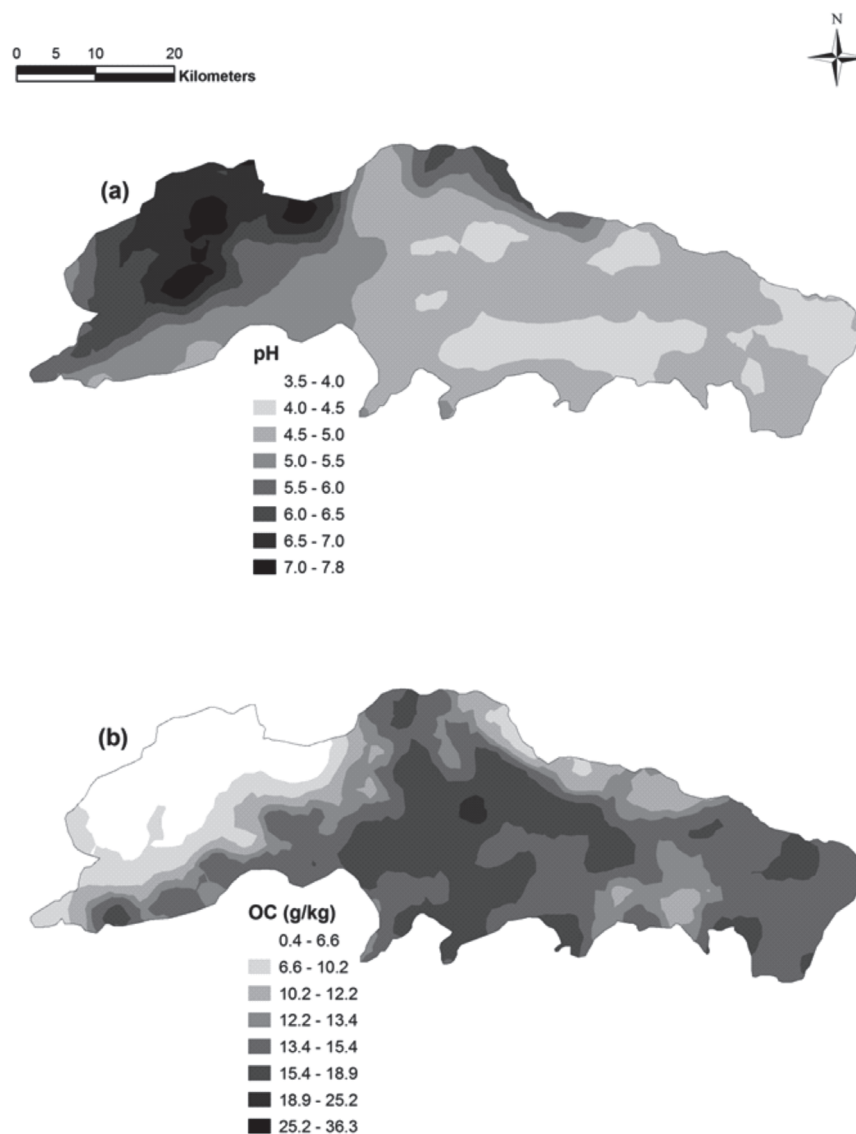 N
0 5 10 20
Kilometers
(a)
pH
3.5 - 4.0
4.0 - 4.5
4.5 - 5.0
5.0 - 5.5
5.5 - 6.0
6.0 - 6.5
6.5 - 7.0
7.0 - 7.8
(b)
OC (g/kg)
0.4 - 6.6
6.6 - 10.2
10.2 - 12.2
12.2 - 13.4
13.4 - 15.4
15.4 - 18.9
18.9 - 25.2
25.2 - 36.3